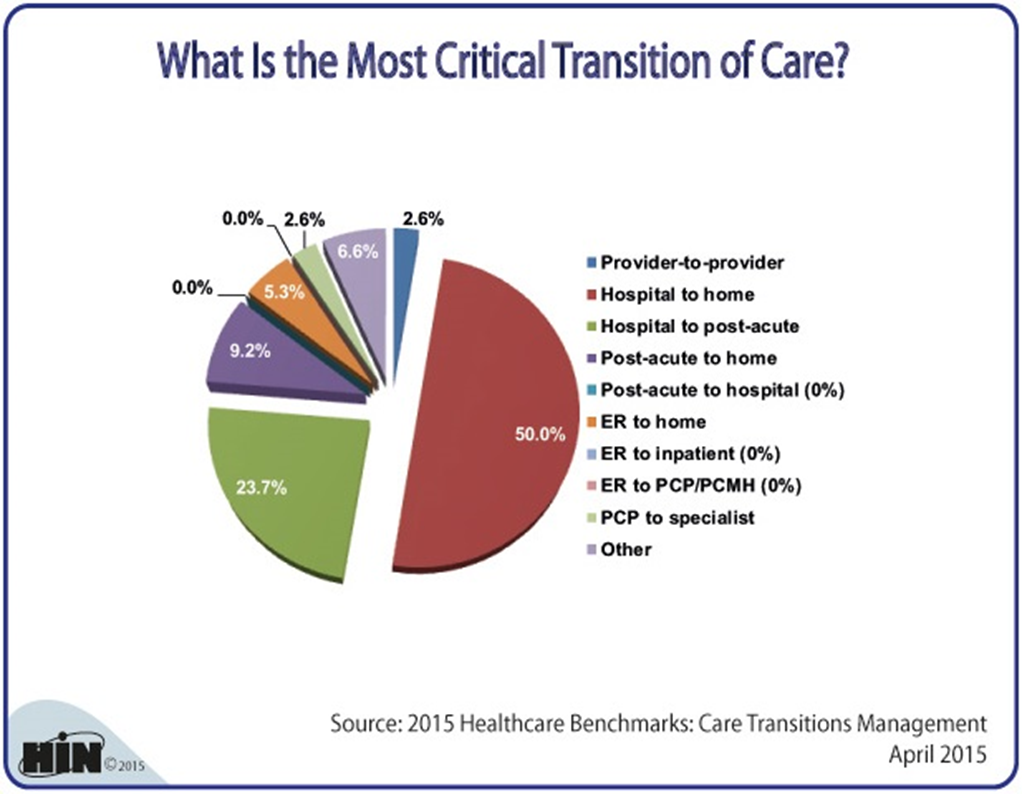 What Is the Most Critical Transition of Care?
0.0%
2.6%
2.6%
6.6%
0.0%
5.3%
9.2%
50.0%
23.7%
Provider-to-provider
Hospital to home
Hospital to post-acute
Post-acute to home
Post-acute to hospital (0%)
ER to home
ER to inpatient (0%)
ER to PCP/PCMH (0%)
PCP to specialist
Other
Source: 2015 Healthcare Benchmarks: Care Transitions Management
April 2015
HIN © 2015